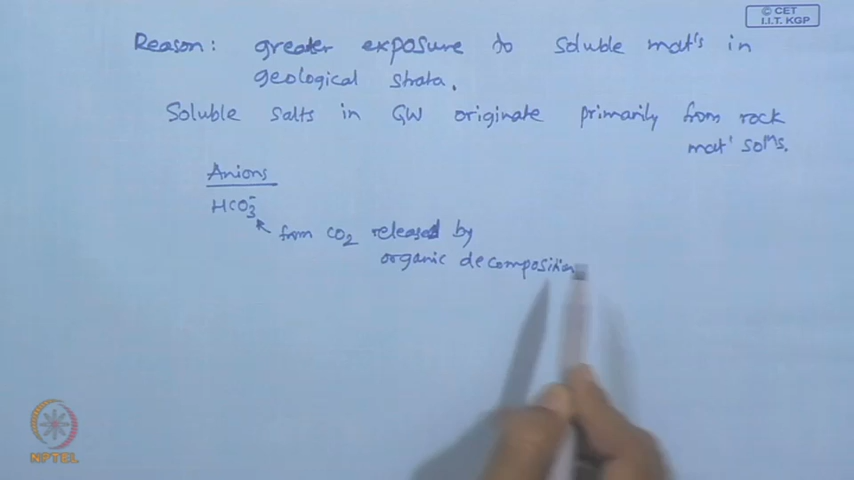 © CET
I.I.T. KGP
Reason: greater exposure to soluble mat's in
geological strata.
Soluble salts in GW originate primarily from rock
mat' solns.
Anions
HCO3-
from CO2 released by
organic decomposition
NPTEL